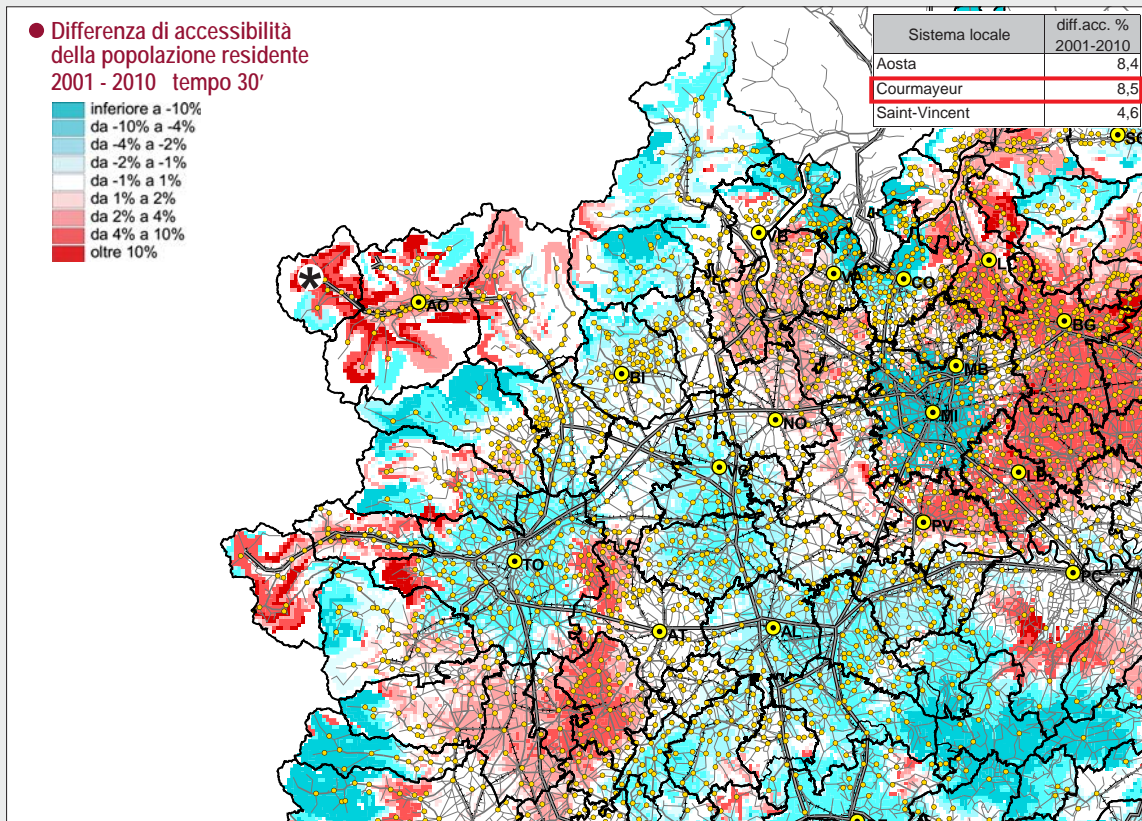 Differenza di accessibilità
della popolazione residente
2001 - 2010 tempo 30'
inferiore a -10%
da -10% a -4%
da -4% a -2%
da -2% a -1%
da -1% a 1%
da 1% a 2%
da 2% a 4%
da 4% a 10%
oltre 10%
Sistema locale diff.acc. % 2001-2010
Aosta 8,4
Courmayeur 8,5
Saint-Vincent 4,6
*
VB
VA
CO
AO
BG
MB
BI
MI
NO
VC
PV
TO
PC
AT
AL